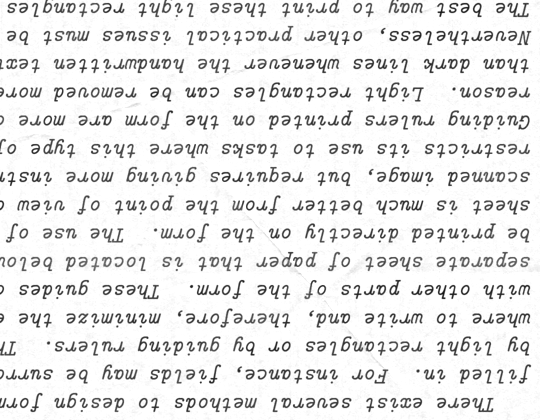 There exist several methods to design form
filled in. For instance, fields may be surrou
by light rectangles or by guiding rulers. Th
where to write and, therefore, minimize the
with other parts of the form. These guides
separate sheet of paper that is located below
be printed directly on the form. The use of
sheet is much better from the point of view o
scanned image, but requires giving more instr
restricts its use to tasks where this type of
Guiding rulers printed on the form are more
reason. Light rectangles can be removed more
than dark lines whenever the handwritten text
Nevertheless, other practical issues must be
The best way to print these light rectangles